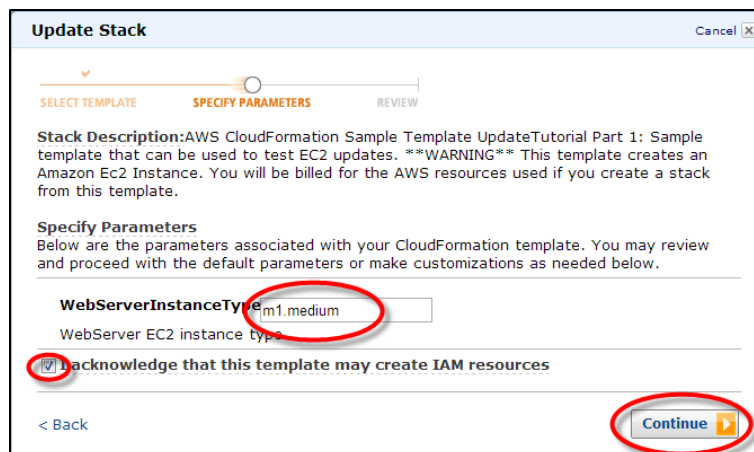 Update Stack
Cancel
SELECT TEMPLATE
SPECIFY PARAMETERS
REVIEW
Stack Description:AWS CloudFormation Sample Template UpdateTutorial Part 1: Sample
template that can be used to test EC2 updates. **WARNING** This template creates an
Amazon Ec2 Instance. You will be billed for the AWS resources used if you create a stack
from this template.
Specify Parameters
Below are the parameters associated with your CloudFormation template. You may review
and proceed with the default parameters or make customizations as needed below.
WebServerInstanceType
m1.medium
WebServer EC2 instance type
I acknowledge that this template may create IAM resources
< Back
Continue